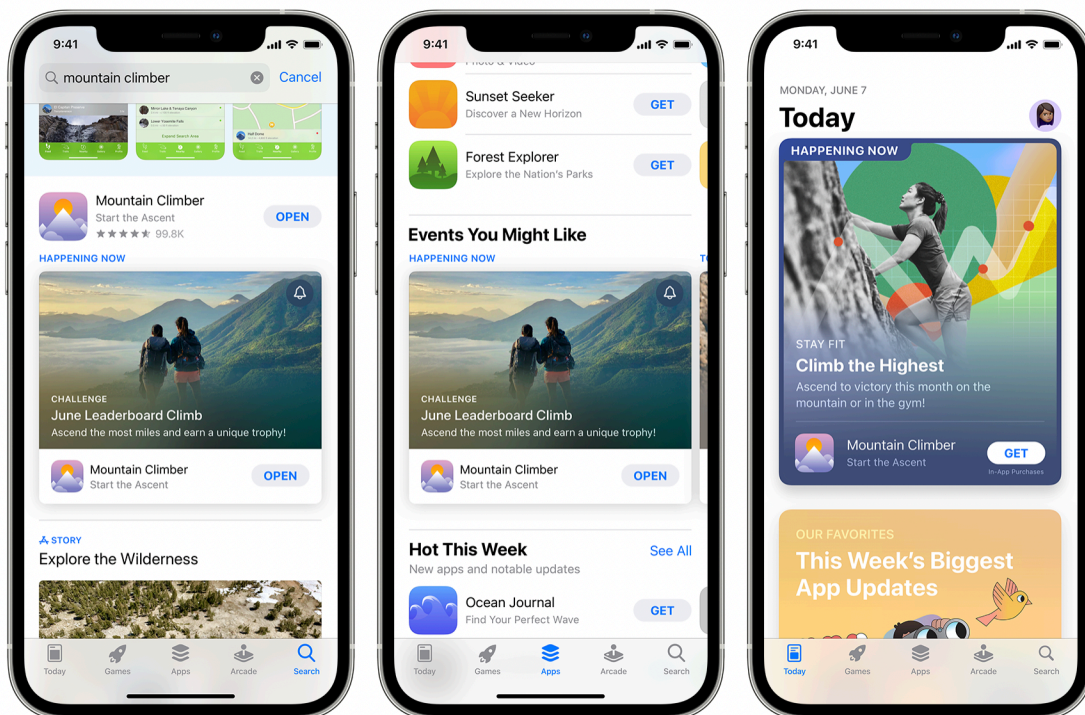 9:41
mountain climber
Cancel
Expand Search Area
Mountain Climber
Start the Ascent
OPEN
99.8K
HAPPENING NOW
CHALLENGE
June Leaderboard Climb
Ascend the most miles and earn a unique trophy!
Mountain Climber
Start the Ascent
OPEN
STORY
Explore the Wilderness
Today
Games
Apps
Arcade
Search
9:41
Photo & Video
Sunset Seeker
Discover a New Horizon
GET
Forest Explorer
Explore the Nation's Parks
GET
Events You Might Like
HAPPENING NOW
CHALLENGE
June Leaderboard Climb
Ascend the most miles and earn a unique trophy!
Mountain Climber
Start the Ascent
OPEN
Hot This Week
See All
New apps and notable updates
Ocean Journal
Find Your Perfect Wave
GET
Today
Games
Apps
Arcade
Search
9:41
MONDAY, JUNE 7
Today
HAPPENING NOW
STAY FIT
Climb the Highest
Ascend to victory this month on the
mountain or in the gym!
Mountain Climber
Start the Ascent
GET
In-App Purchases
OUR FAVORITES
This Week's Biggest
App Updates
Today
Games
Apps
Arcade
Search